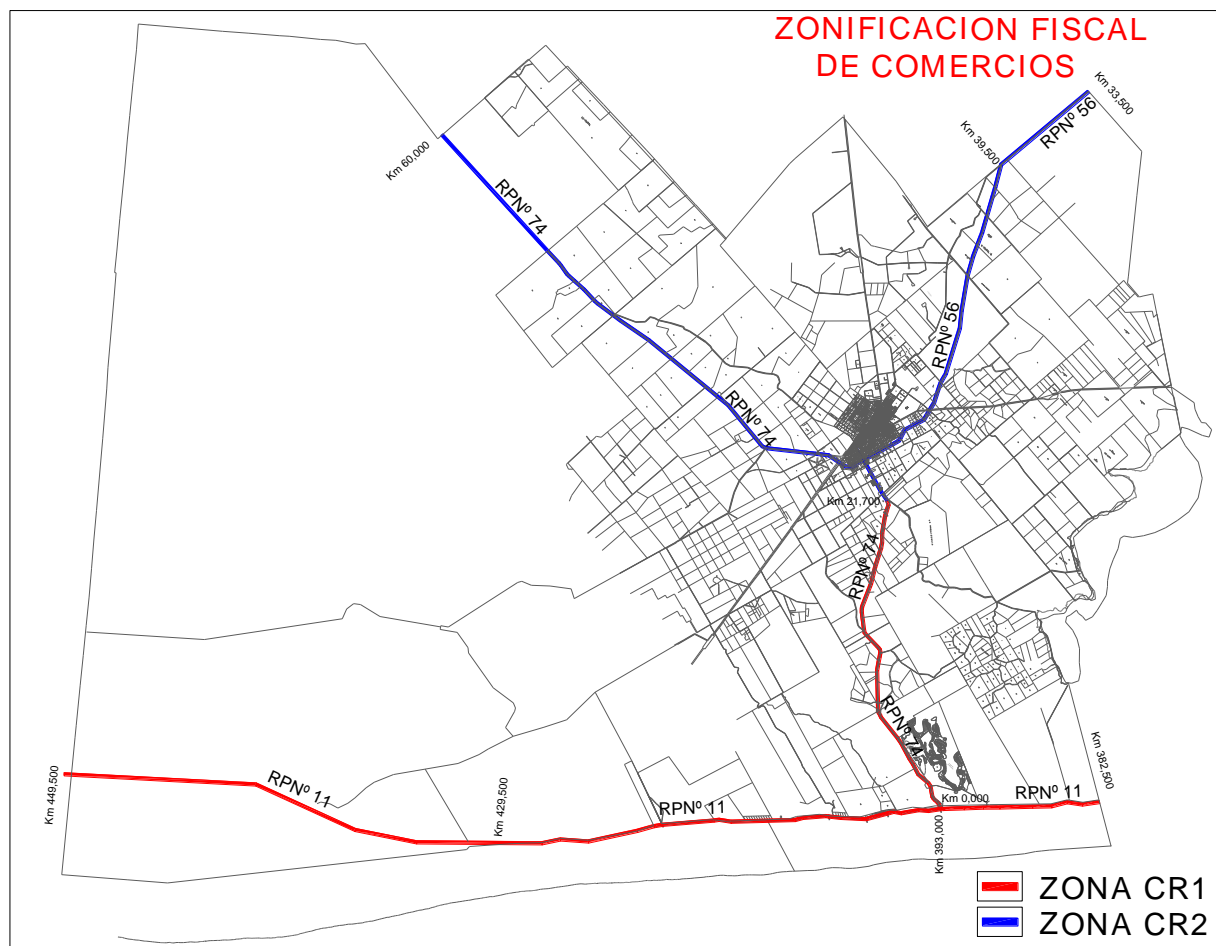 ZONIFICACION FISCAL
DE COMERCIOS
Km 33,500
RPNº 56
Km 39,500
Km 60,000
RPNº 74
RPNº 56
RPNº 74
Km 21,700
RPNº 74
RPNº 74
Km 449,500
RPNº 11
Km 429,500
RPNº 11
Km 0,000
Km 393,000
RPNº 11
Km 382,500
ZONA CR1
ZONA CR2